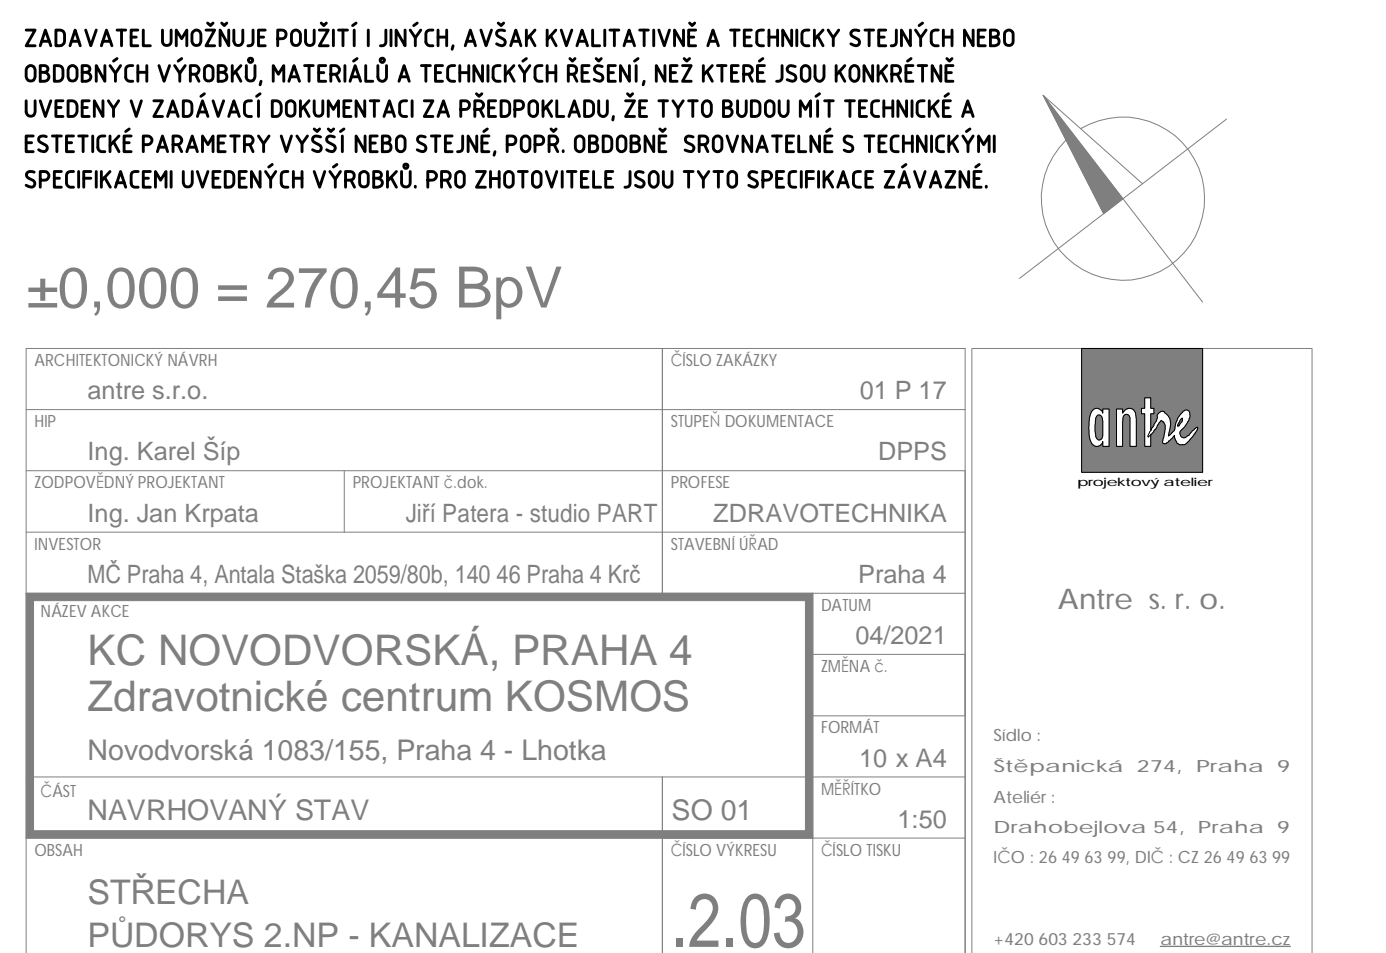 ZADAVATEL UMOŽŇUJE POUŽITÍ I JINÝCH, AVŠAK KVALITATIVNĚ A TECHNICKY STEJNÝCH NEBO
OBDOBNÝCH VÝROBKŮ, MATERIÁLŮ A TECHNICKÝCH ŘEŠENÍ, NEŽ KTERÉ JSOU KONKRÉTNĚ
UVEDENY V ZADÁVACÍ DOKUMENTACI ZA PŘEDPOKLADU, ŽE TYTO BUDOU MÍT TECHNICKÉ A
ESTETICKÉ PARAMETRY VYŠŠÍ NEBO STEJNÉ, POPŘ. OBDOBNĚ SROVNATELNÉ S TECHNICKÝMI
SPECIFIKACEMI UVEDENÝCH VÝROBKŮ. PRO ZHOTOVITELE JSOU TYTO SPECIFIKACE ZÁVAZNÉ.
±0,000 = 270,45 BpV
ARCHITEKTONICKÝ NÁVRH
antre s.r.o.
ČÍSLO ZAKÁZKY
01 P 17
HIP
Ing. Karel Šíp
STUPEŇ DOKUMENTACE
DPPS
ZODPOVĚDNÝ PROJEKTANT
Ing. Jan Krpata
PROJEKTANT č.dok.
Jiří Patera - studio PART
PROFESE
ZDRAVOTECHNIKA
INVESTOR
MČ Praha 4, Antala Staška 2059/80b, 140 46 Praha 4 Krč
STAVEBNÍ ÚŘAD
Praha 4
NÁZEV AKCE
KC NOVODVORSKÁ, PRAHA 4
Zdravotnické centrum KOSMOS
Novodvorská 1083/155, Praha 4 - Lhotka
DATUM
04/2021
ZMĚNA č.
FORMÁT
10 x A4
ČÁST
NAVRHOVANÝ STAV
SO 01
MĚŘÍTKO
1:50
OBSAH
STŘECHA
PŮDORYS 2.NP - KANALIZACE
ČÍSLO VÝKRESU
.2.03
ČÍSLO TISKU
antre
projektový atelier
Antre s. r. o.
Sídlo :
Štěpanická 274, Praha 9
Ateliér :
Drahobejlova 54, Praha 9
IČO : 26 49 63 99, DIČ : CZ 26 49 63 99
+420 603 233 574 antre@antre.cz